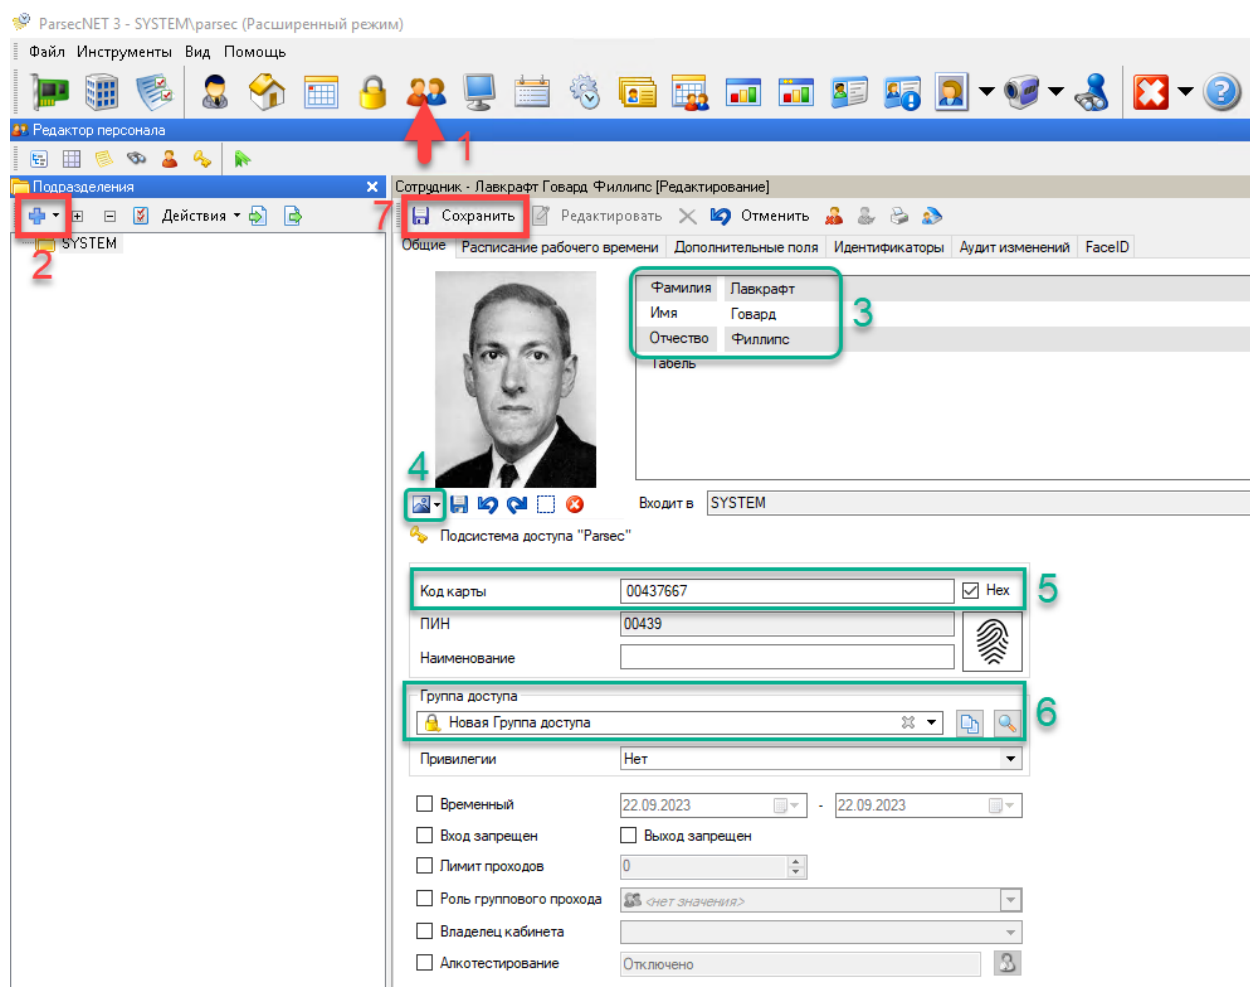 ParsecNET 3 - SYSTEM\parsec (Расширенный режим)
Файл Инструменты Вид Помощь
Редактор персонала
1
Подразделения
Сотрудник - Лавкрафт Говард Филлипс [Редактирование]
Действия
7
Сохранить Редактировать Отменить
SYSTEM
2
Общие Расписание рабочего времени Дополнительные поля Идентификаторы Аудит изменений FaceID
Фамилия Лавкрафт
Имя Говард
3
Отчество Филлипс
Табель
4
Входит в SYSTEM
Подсистема доступа "Parsec"
Код карты 00437667 Hex
5
ПИН 00439
Наименование
Группа доступа
Новая Группа доступа
6
Привилегии Нет
Временный 22.09.2023 - 22.09.2023
Вход запрещен Выход запрещен
Лимит проходов 0
Роль группового прохода <нет значения>
Владелец кабинета
Алкотестирование Отключено